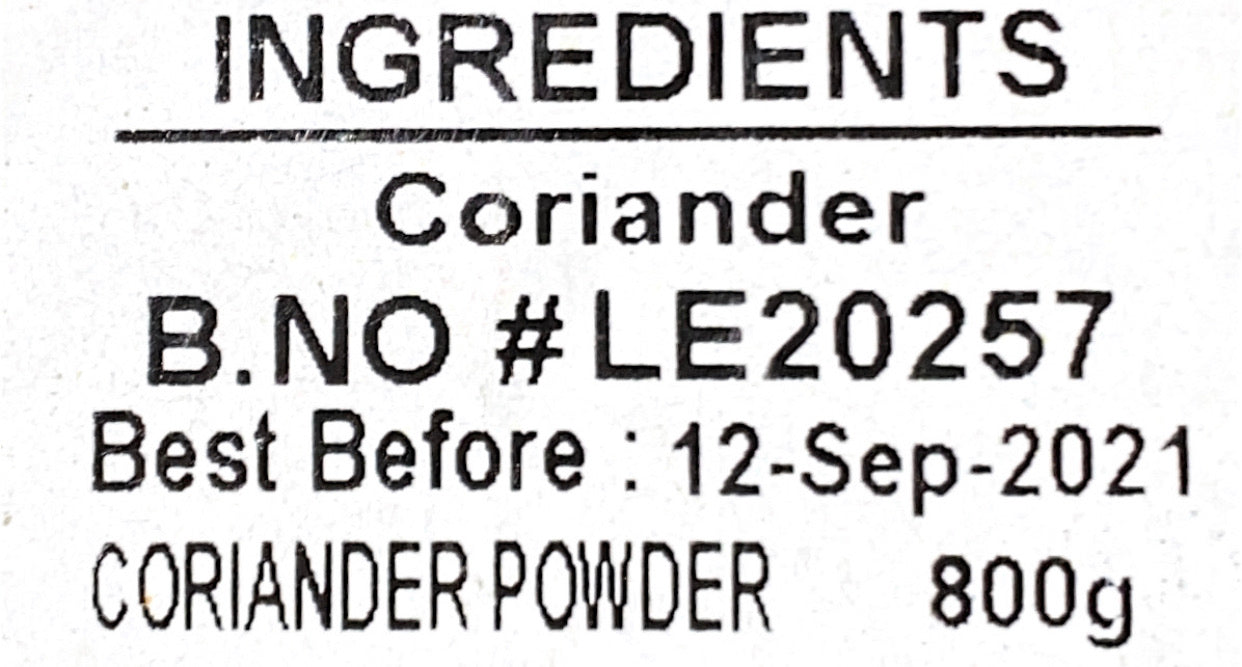 INGREDIENTS
Coriander
B.NO #LE20257
Best Before : 12-Sep-2021
CORIANDER POWDER 800g